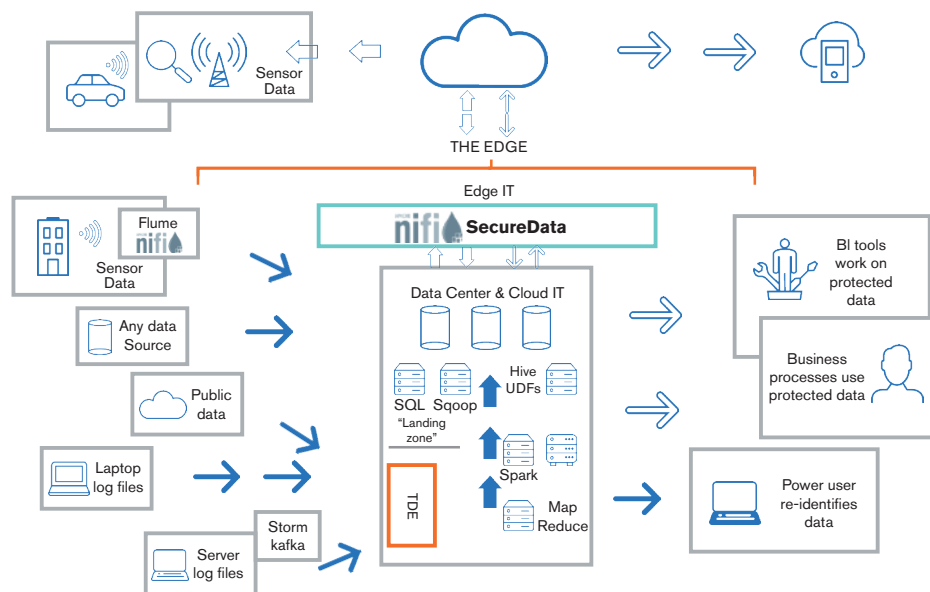 Sensor
Data
THE EDGE
Edge IT
nifi SecureData
Flume
nifi
Sensor
Data
Any data
Source
Public
data
Laptop
log files
Storm
kafka
Server
log files
Data Center & Cloud IT
SQL
Sqoop
Hive
UDFs
“Landing
zone”
Spark
TDE
Map
Reduce
BI tools
work on
protected
data
Business
processes use
protected data
Power user
re-identifies
data